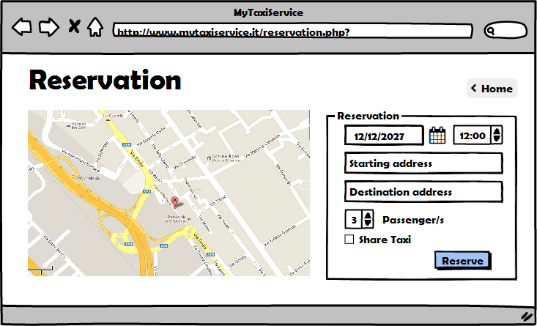 MyTaxiService
http://www.mytaxiservice.it/reservation.php?
Reservation
Home
Reservation
12/12/2027
12:00
Starting address
Destination address
3
Passenger/s
Share Taxi
Reserve